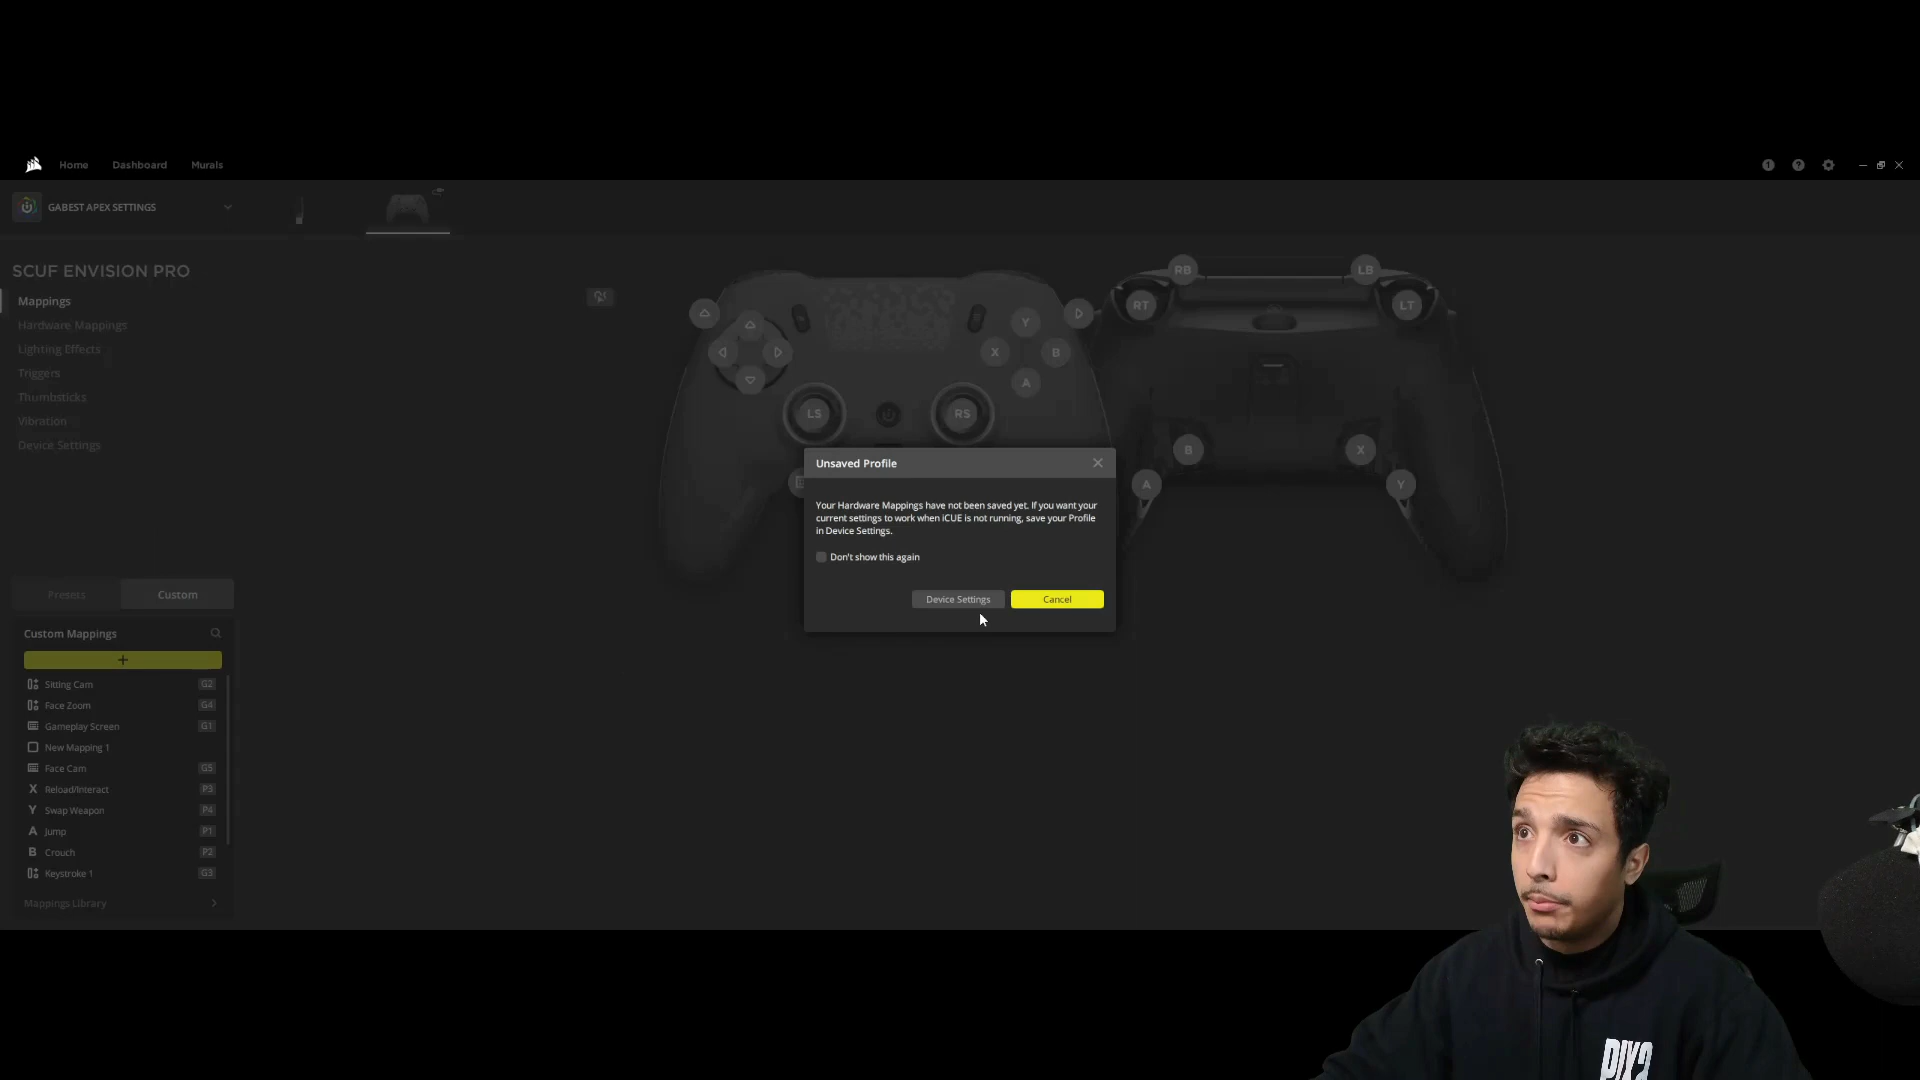 Home Dashboard Murals
GABEST APEX SETTINGS
SCUF ENVISION PRO
Mappings
Hardware Mappings
Lighting Effects
Triggers
Thumbsticks
Vibration
Device Settings
RB LB
RT LT
Y
X B
A
LS RS
B X
A Y
Unsaved Profile
Your Hardware Mappings have not been saved yet. If you want your
current settings to work when iCUE is not running, save your Profile
in Device Settings.
Don't show this again
Device Settings Cancel
Presets Custom
Custom Mappings
+
Sitting Cam G2
Face Zoom G4
Gameplay Screen G1
New Mapping 1
Face Cam G5
X Reload/Interact P3
Y Swap Weapon P4
A Jump P1
B Crouch P2
Keystroke 1 G3
Mappings Library